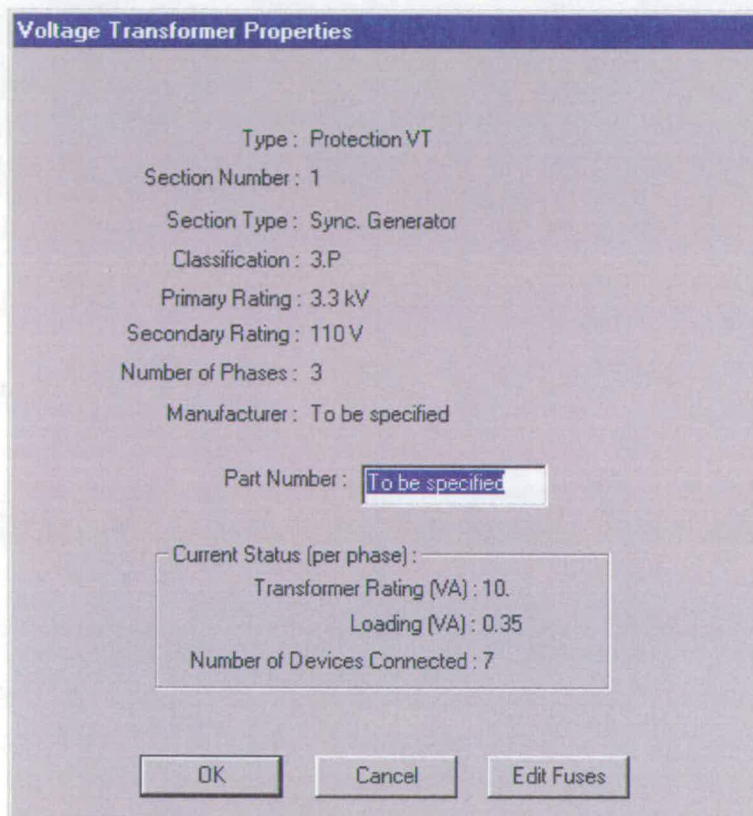 Voltage Transformer Properties
Type : Protection VT
Section Number : 1
Section Type : Sync. Generator
Classification : 3.P
Primary Rating : 3.3 kV
Secondary Rating : 110 V
Number of Phases : 3
Manufacturer : To be specified
Part Number : To be specified
Current Status (per phase) :
Transformer Rating (VA) : 10.
Loading (VA) : 0.35
Number of Devices Connected : 7
OK Cancel Edit Fuses